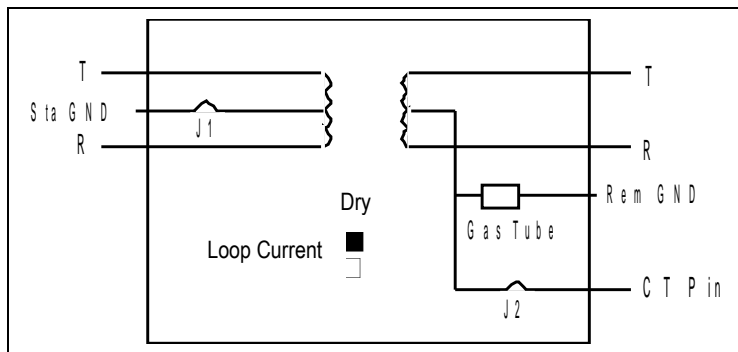 T
Sta GND
J1
R
T
R
Rem GND
Gas Tube
Dry
Loop Current
CT Pin
J2